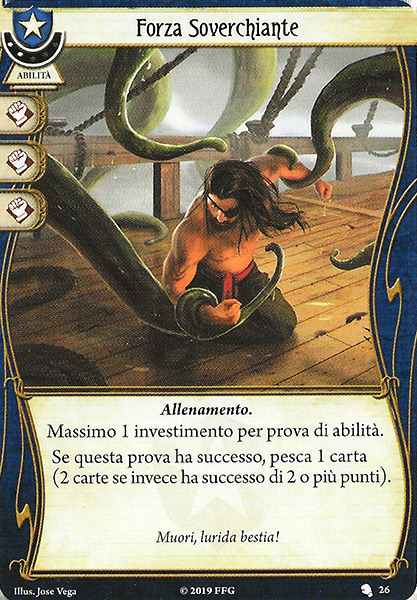 Forza Soverchiante
ABILITÀ
Allenamento.
Massimo 1 investimento per prova di abilità.
Se questa prova ha successo, pesca 1 carta
(2 carte se invece ha successo di 2 o più punti).
Muori, lurida bestia!
Illus. Jose Vega
© 2019 FFG
26